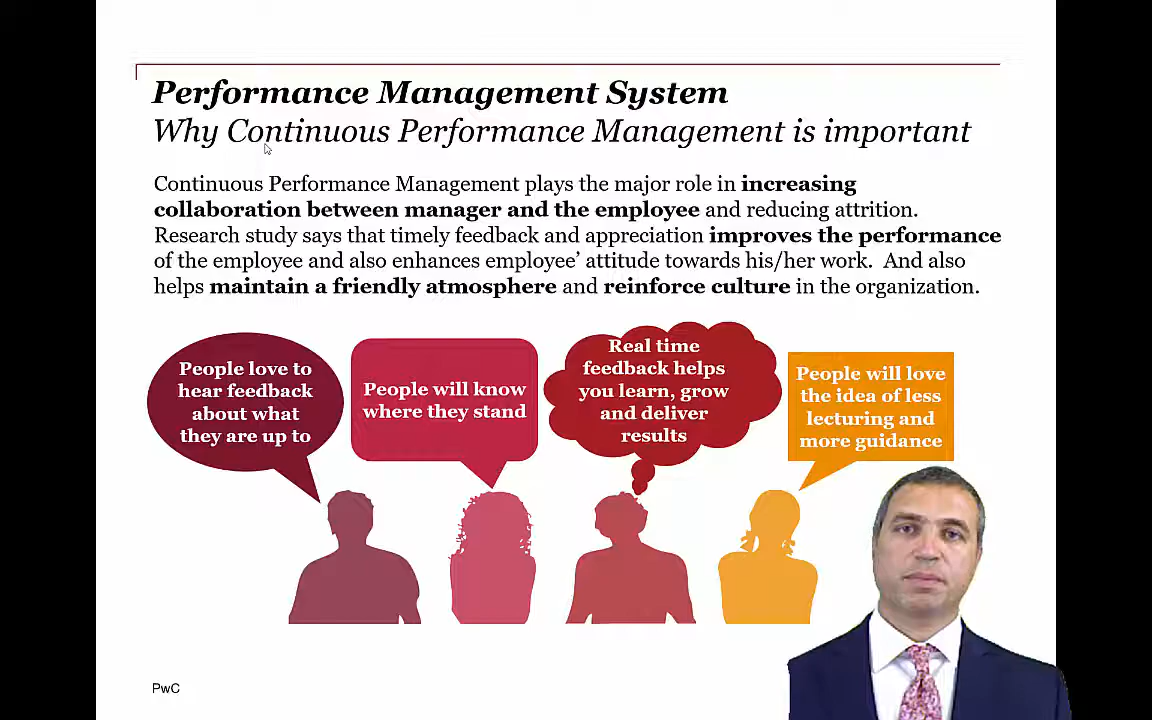 Performance Management System
Why Continuous Performance Management is important
Continuous Performance Management plays the major role in increasing
collaboration between manager and the employee and reducing attrition.
Research study says that timely feedback and appreciation improves the performance
of the employee and also enhances employee’ attitude towards his/her work.  And also
helps maintain a friendly atmosphere and reinforce culture in the organization.
People love to
hear feedback
about what
they are up to
People will know
where they stand
Real time
feedback helps
you learn, grow
and deliver
results
People will love
the idea of less
lecturing and
more guidance
PwC